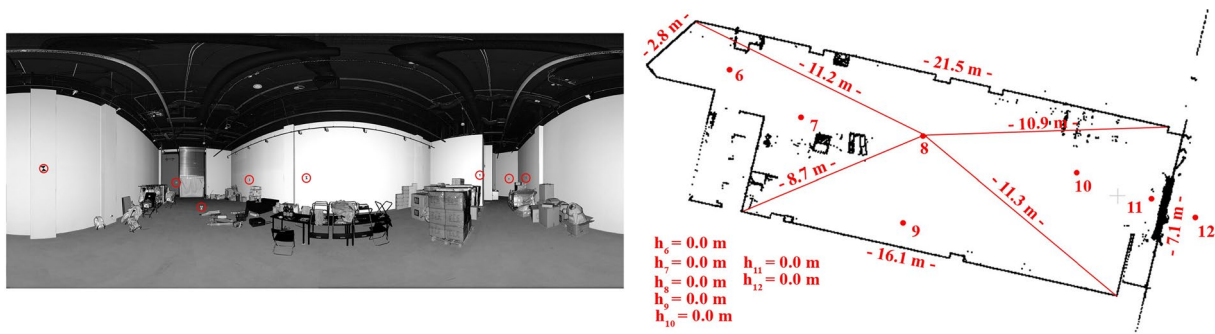 - 2.8 m -
6
- 11.2 m -
- 21.5 m -
7
- 10.9 m -
8
- 8.7 m -
10
- 11.3 m -
11
12
9
- 7.1 m -
- 16.1 m -
h6 = 0.0 m
h7 = 0.0 m h11 = 0.0 m
h8 = 0.0 m h12 = 0.0 m
h9 = 0.0 m
h10 = 0.0 m